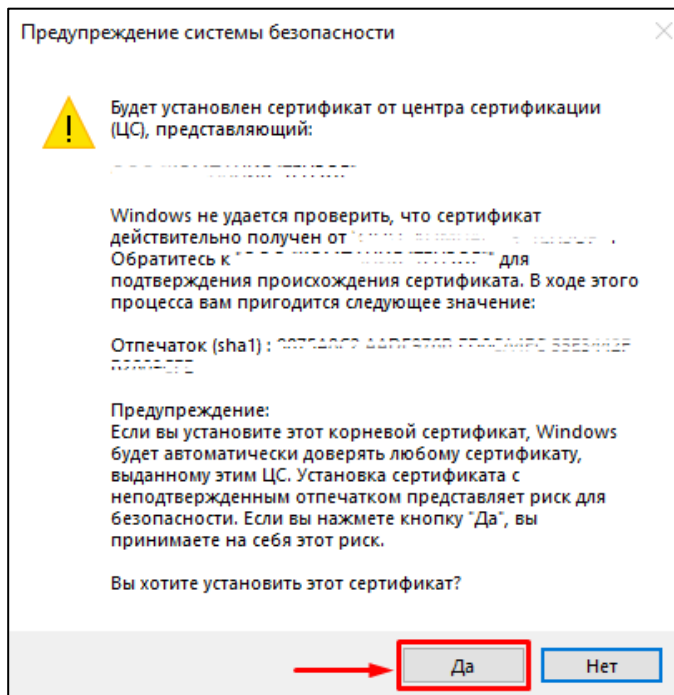 Предупреждение системы безопасности
Будет установлен сертификат от центра сертификации
(ЦС), представляющий:
Windows не удается проверить, что сертификат
действительно получен от
Обратитесь к для
подтверждения происхождения сертификата. В ходе этого
процесса вам пригодится следующее значение:
Отпечаток (sha1) :
Предупреждение:
Если вы установите этот корневой сертификат, Windows
будет автоматически доверять любому сертификату,
выданному этим ЦС. Установка сертификата с
неподтвержденным отпечатком представляет риск для
безопасности. Если вы нажмете кнопку "Да", вы
принимаете на себя этот риск.
Вы хотите установить этот сертификат?
Да
Нет